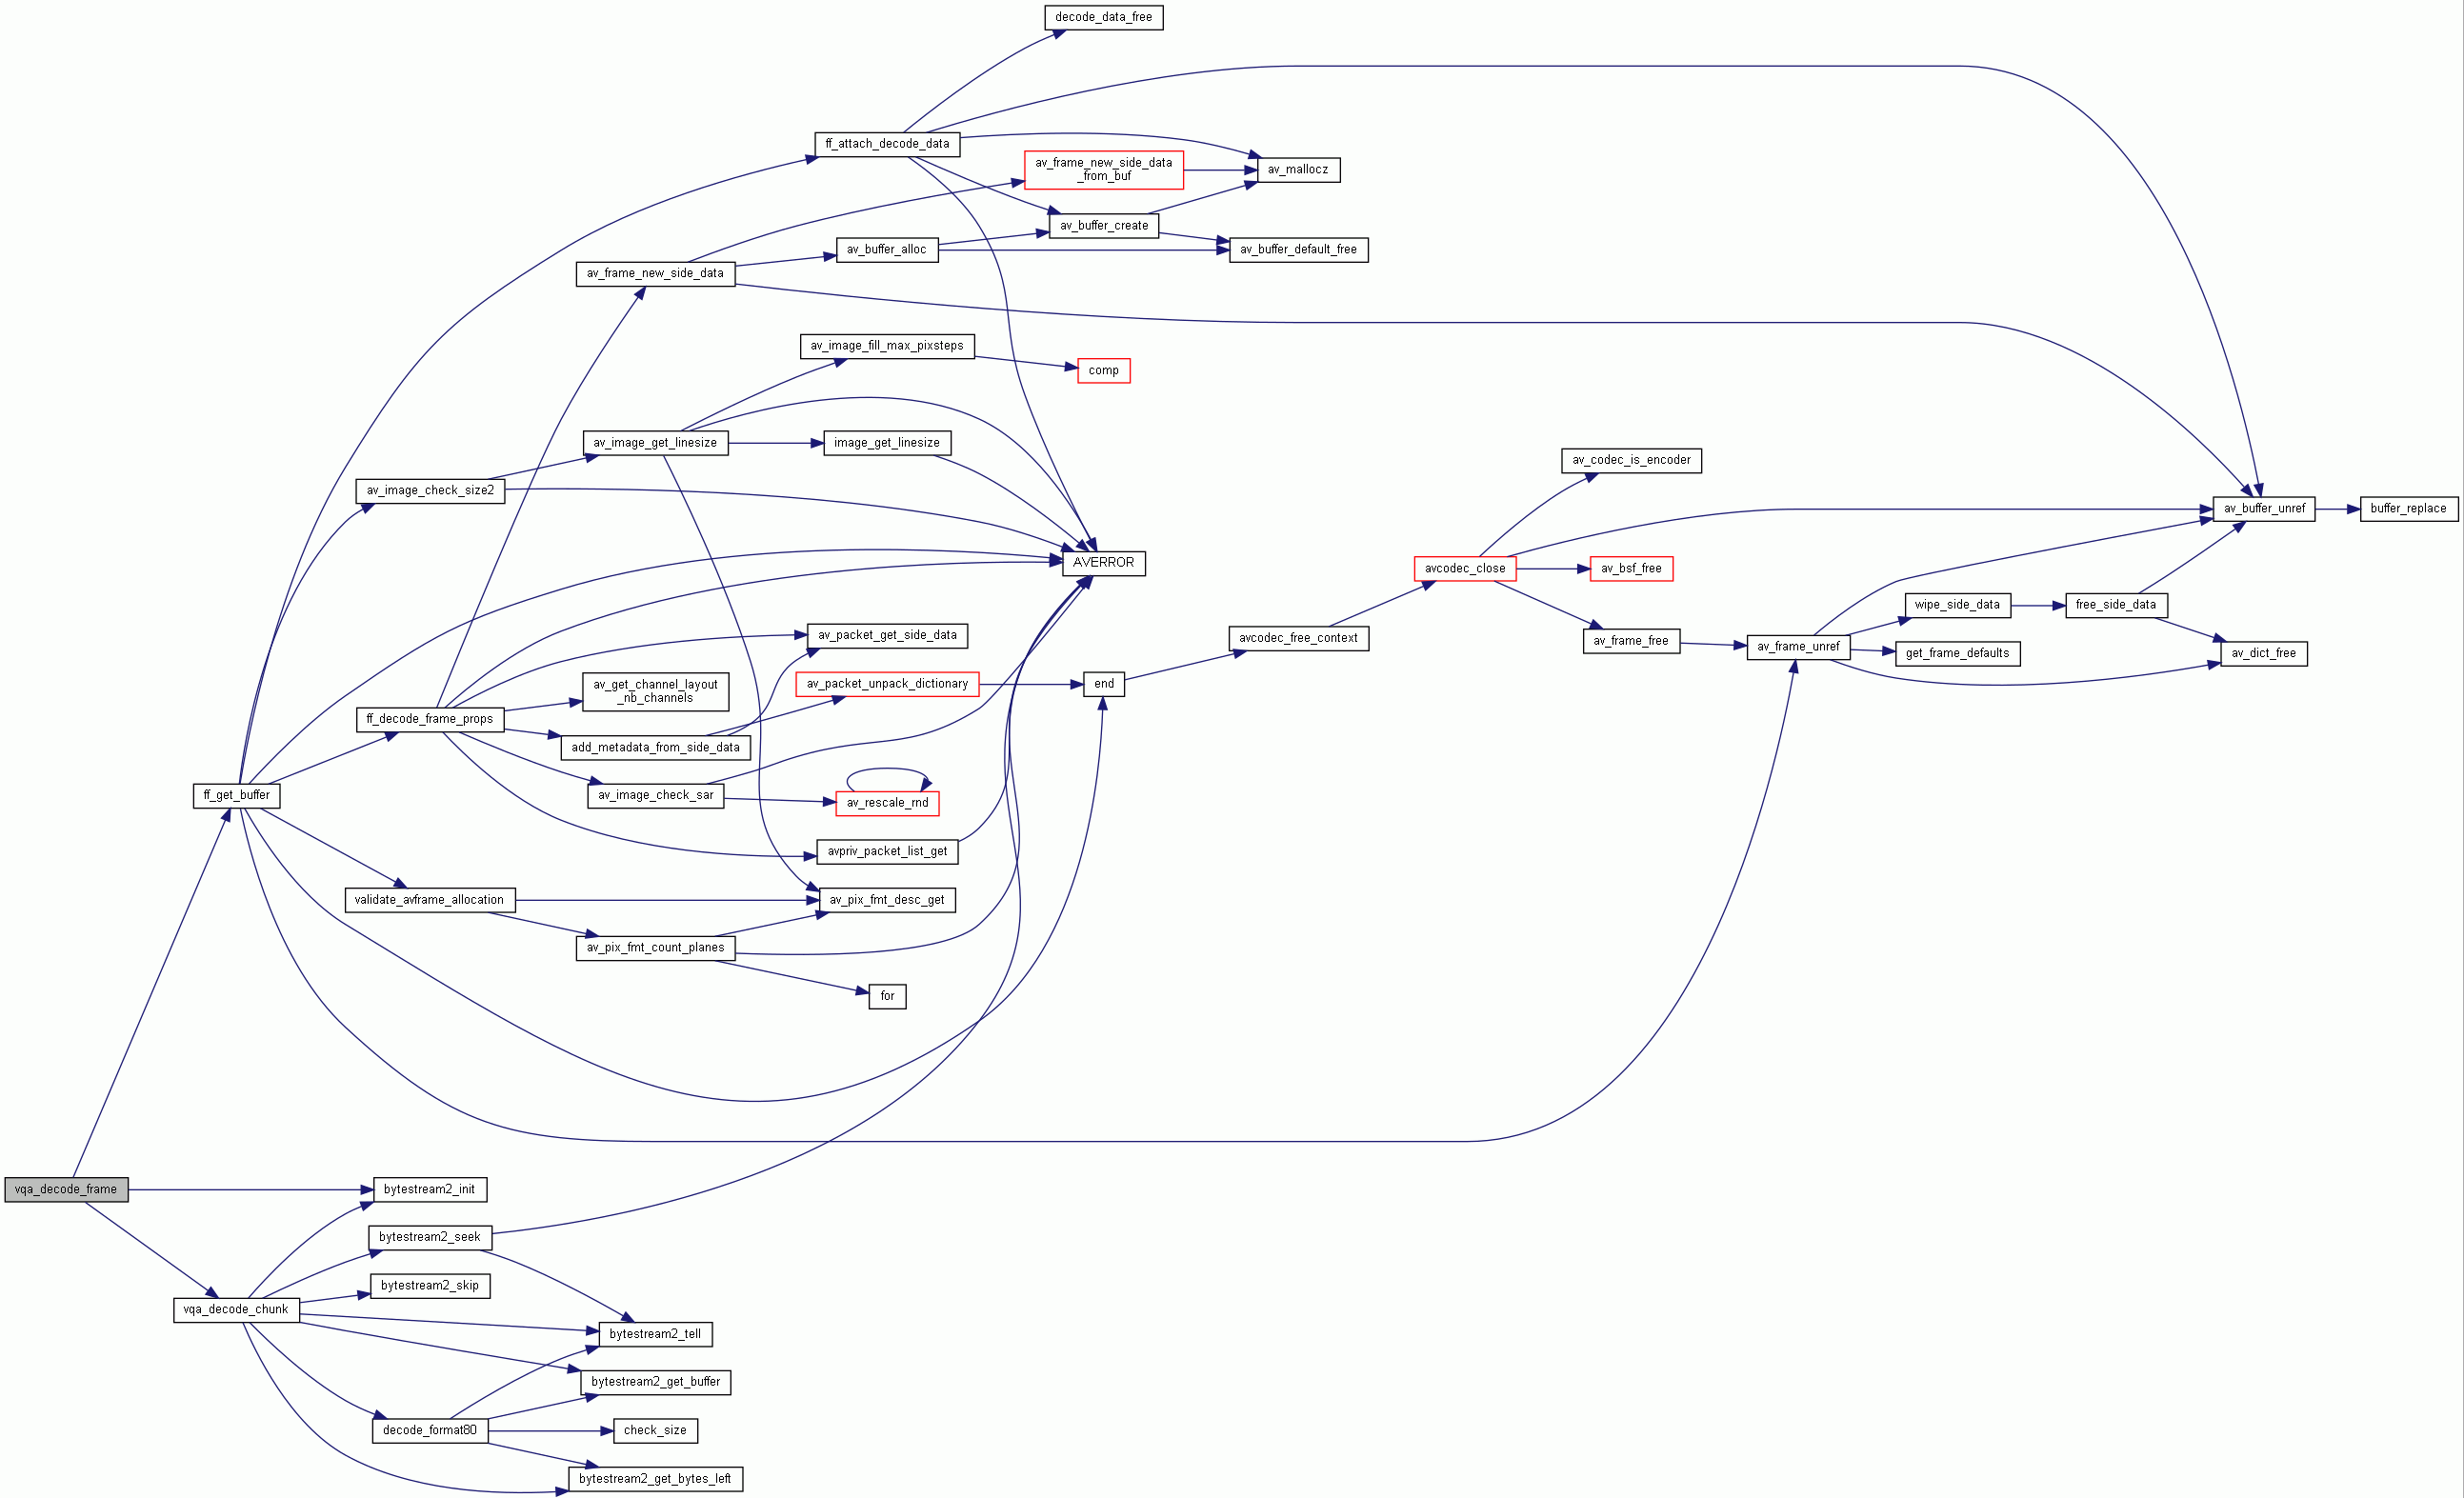 decode_data_free
ff_attach_decode_data
av_frame_new_side_data
_from_buf
av_mallocz
av_buffer_create
av_buffer_alloc
av_buffer_default_free
av_frame_new_side_data
av_image_fill_max_pixsteps
comp
av_image_get_linesize
image_get_linesize
av_codec_is_encoder
av_image_check_size2
av_buffer_unref
buffer_replace
AVERROR
avcodec_close
av_bsf_free
wipe_side_data
free_side_data
av_packet_get_side_data
avcodec_free_context
av_frame_free
av_frame_unref
get_frame_defaults
av_dict_free
av_get_channel_layout
_nb_channels
av_packet_unpack_dictionary
end
ff_decode_frame_props
add_metadata_from_side_data
ff_get_buffer
av_image_check_sar
av_rescale_rnd
avpriv_packet_list_get
validate_avframe_allocation
av_pix_fmt_desc_get
av_pix_fmt_count_planes
for
vqa_decode_frame
bytestream2_init
bytestream2_seek
bytestream2_skip
vqa_decode_chunk
bytestream2_tell
bytestream2_get_buffer
decode_format80
check_size
bytestream2_get_bytes_left